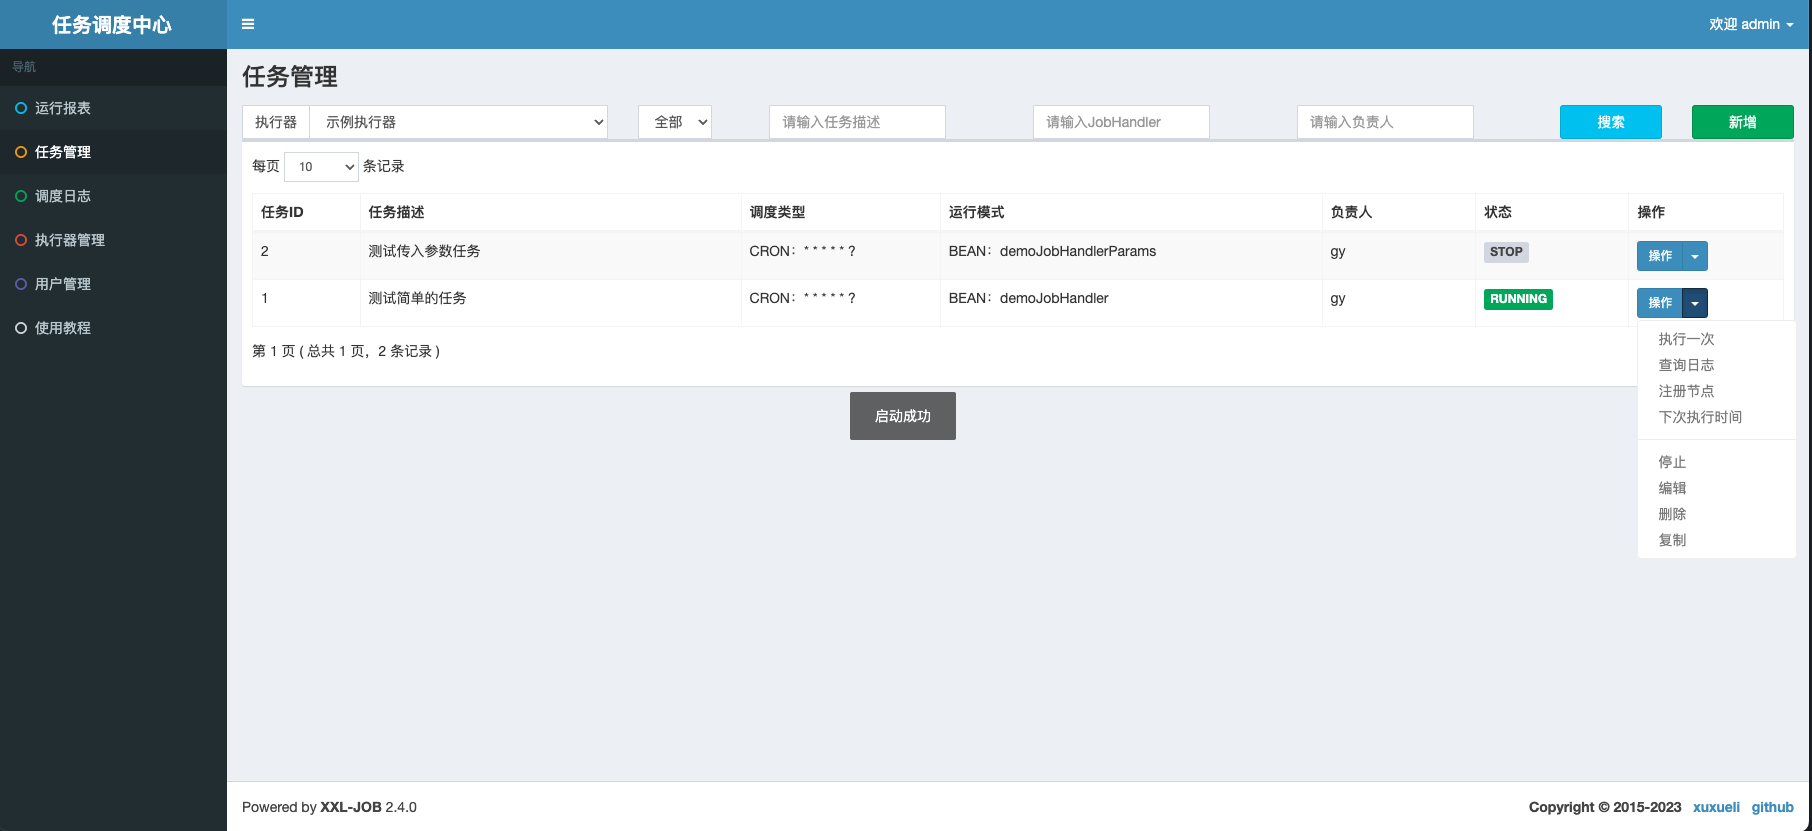 任务调度中心
欢迎 admin
导航
运行报表
任务管理
调度日志
执行器管理
用户管理
使用教程
任务管理
执行器 示例执行器 全部 请输入任务描述 请输入JobHandler 请输入负责人 搜索 新增
每页 10 条记录
任务ID 任务描述 调度类型 运行模式 负责人 状态 操作
2 测试传入参数任务 CRON：* * * * * ? BEAN：demoJobHandlerParams gy STOP 操作
1 测试简单的任务 CRON：* * * * * ? BEAN：demoJobHandler gy RUNNING 操作
第 1 页 ( 总共 1 页，2 条记录 )
执行一次
查询日志
注册节点
下次执行时间
停止
编辑
删除
复制
启动成功
Powered by XXL-JOB 2.4.0
Copyright © 2015-2023 xuxueli github